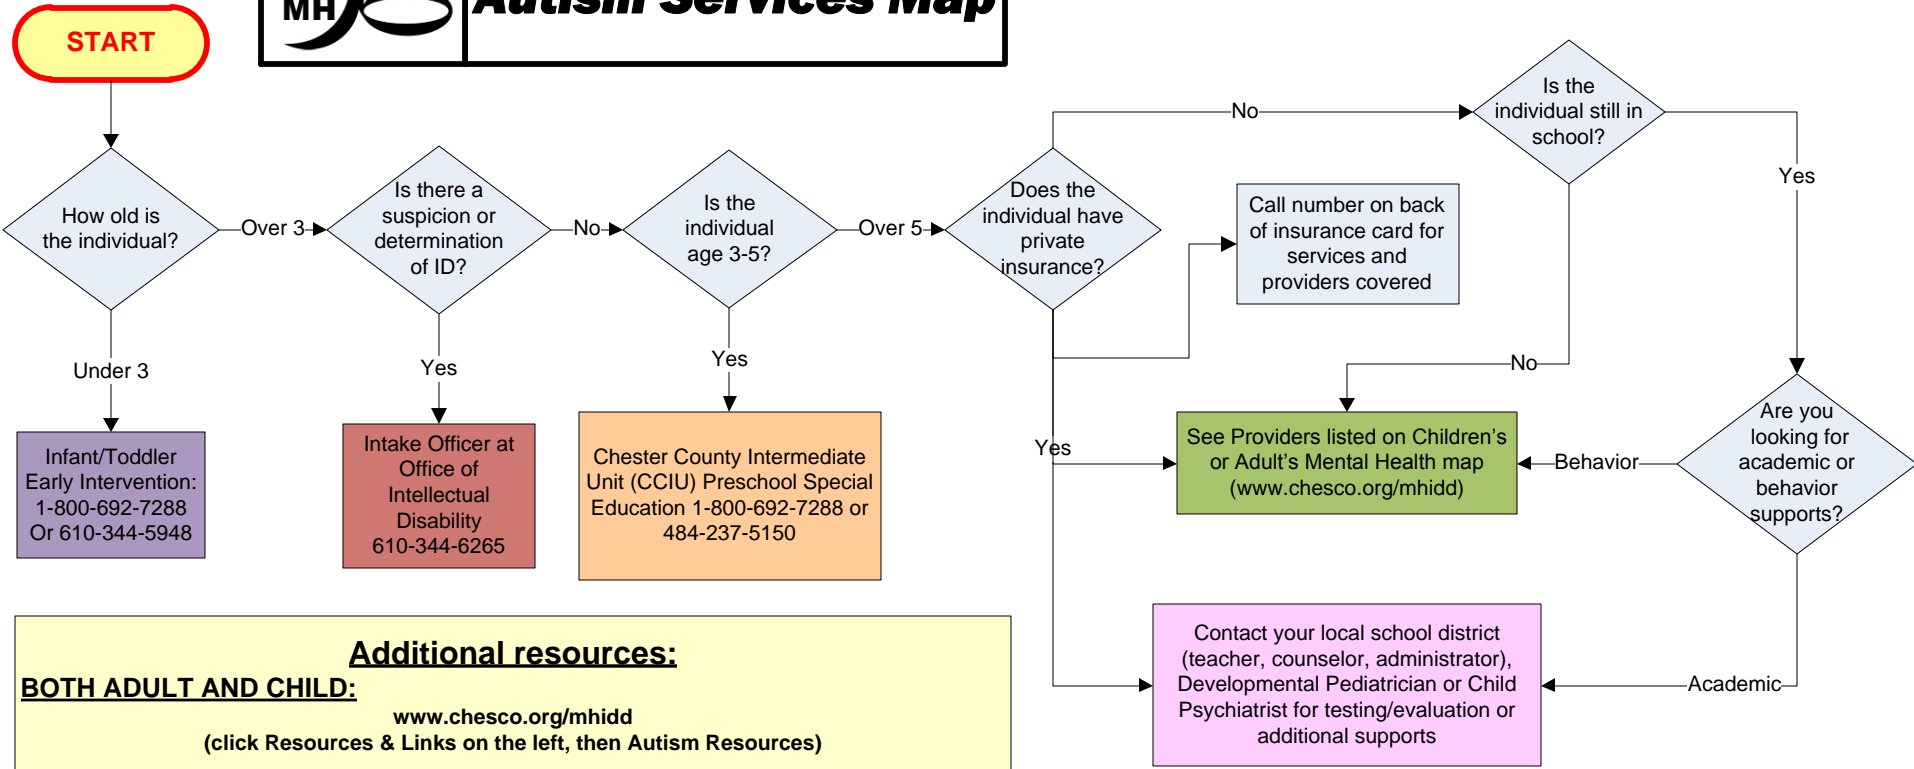 MH
Autism Services Map
START
How old is
the individual?
Over 3
Under 3
Infant/Toddler
Early Intervention:
1-800-692-7288
Or 610-344-5948
Is there a
suspicion or
determination
of ID?
No
Yes
Intake Officer at
Office of
Intellectual
Disability
610-344-6265
Is the
individual
age 3-5?
Over 5
Yes
Chester County Intermediate
Unit (CCIU) Preschool Special
Education 1-800-692-7288 or
484-237-5150
Does the
individual have
private
insurance?
No
Yes
Call number on back
of insurance card for
services and
providers covered
Is the
individual still in
school?
Yes
No
See Providers listed on Children's
or Adult's Mental Health map
(www.chesco.org/mhidd)
Behavior
Are you
looking for
academic or
behavior
supports?
Academic
Contact your local school district
(teacher, counselor, administrator),
Developmental Pediatrician or Child
Psychiatrist for testing/evaluation or
additional supports
Additional resources:
BOTH ADULT AND CHILD:
www.chesco.org/mhidd
(click Resources & Links on the left, then Autism Resources)